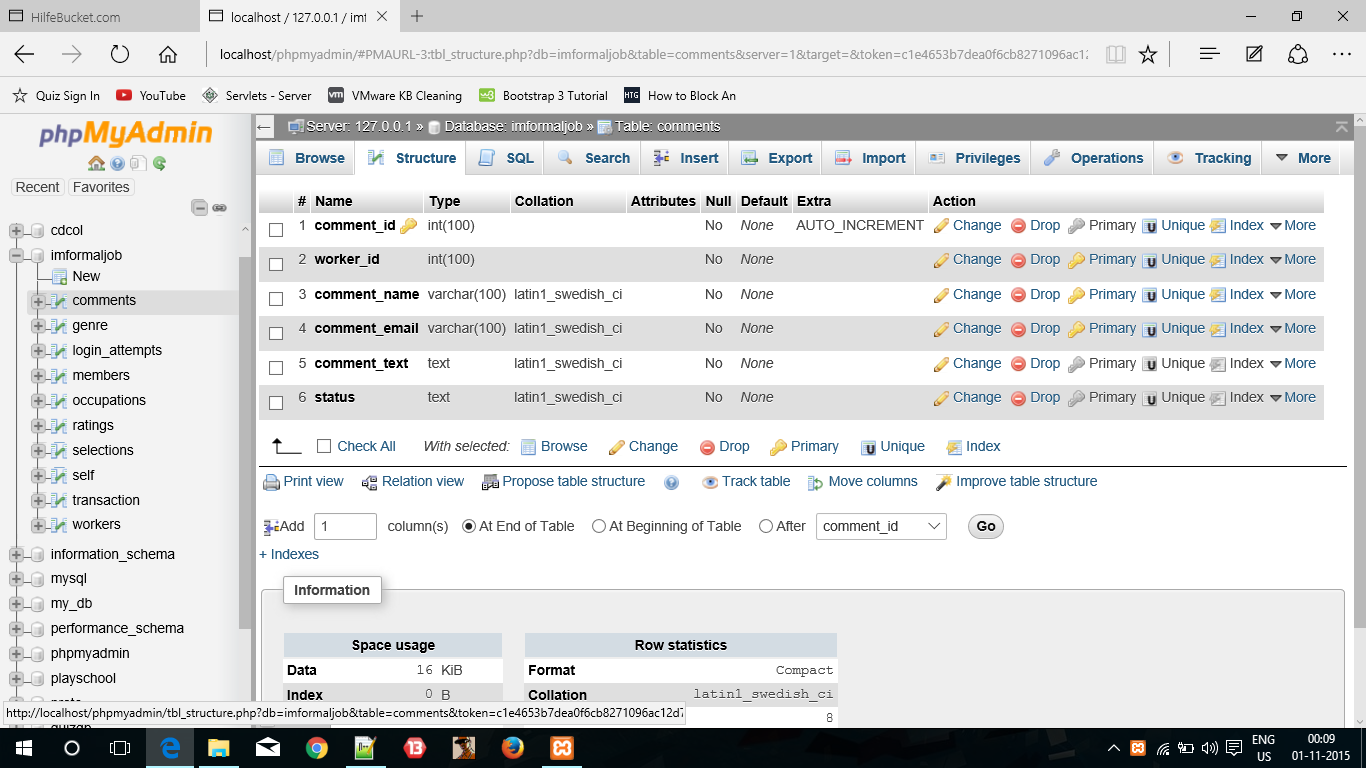 HilfeBucket.com
localhost / 127.0.0.1 / imf
localhost/phpmyadmin/#PMAURL-3:tbl_structure.php?db=imformaljob&table=comments&server=1&target=&token=c1e4653b7dea0f6cb8271096ac12
Quiz Sign In YouTube Servlets - Server VMware KB Cleaning Bootstrap 3 Tutorial HTG How to Block An
phpMyAdmin
Recent Favorites
cdcol
imformaljob
New
comments
genre
login_attempts
members
occupations
ratings
selections
self
transaction
workers
information_schema
mysql
my_db
performance_schema
phpmyadmin
playschool
Server: 127.0.0.1 » Database: imformaljob » Table: comments
Browse Structure SQL Search Insert Export Import Privileges Operations Tracking More
# Name Type Collation Attributes Null Default Extra Action
1 comment_id int(100) No None AUTO_INCREMENT Change Drop Primary Unique Index More
2 worker_id int(100) No None Change Drop Primary Unique Index More
3 comment_name varchar(100) latin1_swedish_ci No None Change Drop Primary Unique Index More
4 comment_email varchar(100) latin1_swedish_ci No None Change Drop Primary Unique Index More
5 comment_text text latin1_swedish_ci No None Change Drop Primary Unique Index More
6 status text latin1_swedish_ci No None Change Drop Primary Unique Index More
Check All With selected: Browse Change Drop Primary Unique Index
Print view Relation view Propose table structure Track table Move columns Improve table structure
Add 1 column(s) At End of Table At Beginning of Table After comment_id Go
+ Indexes
Information
Space usage
Data 16 KiB
Index 0 B
Row statistics
Format Compact
Collation latin1_swedish_ci
8
http://localhost/phpmyadmin/tbl_structure.php?db=imformaljob&table=comments&token=c1e4653b7dea0f6cb8271096ac12d7
ENG
US
00:09
01-11-2015